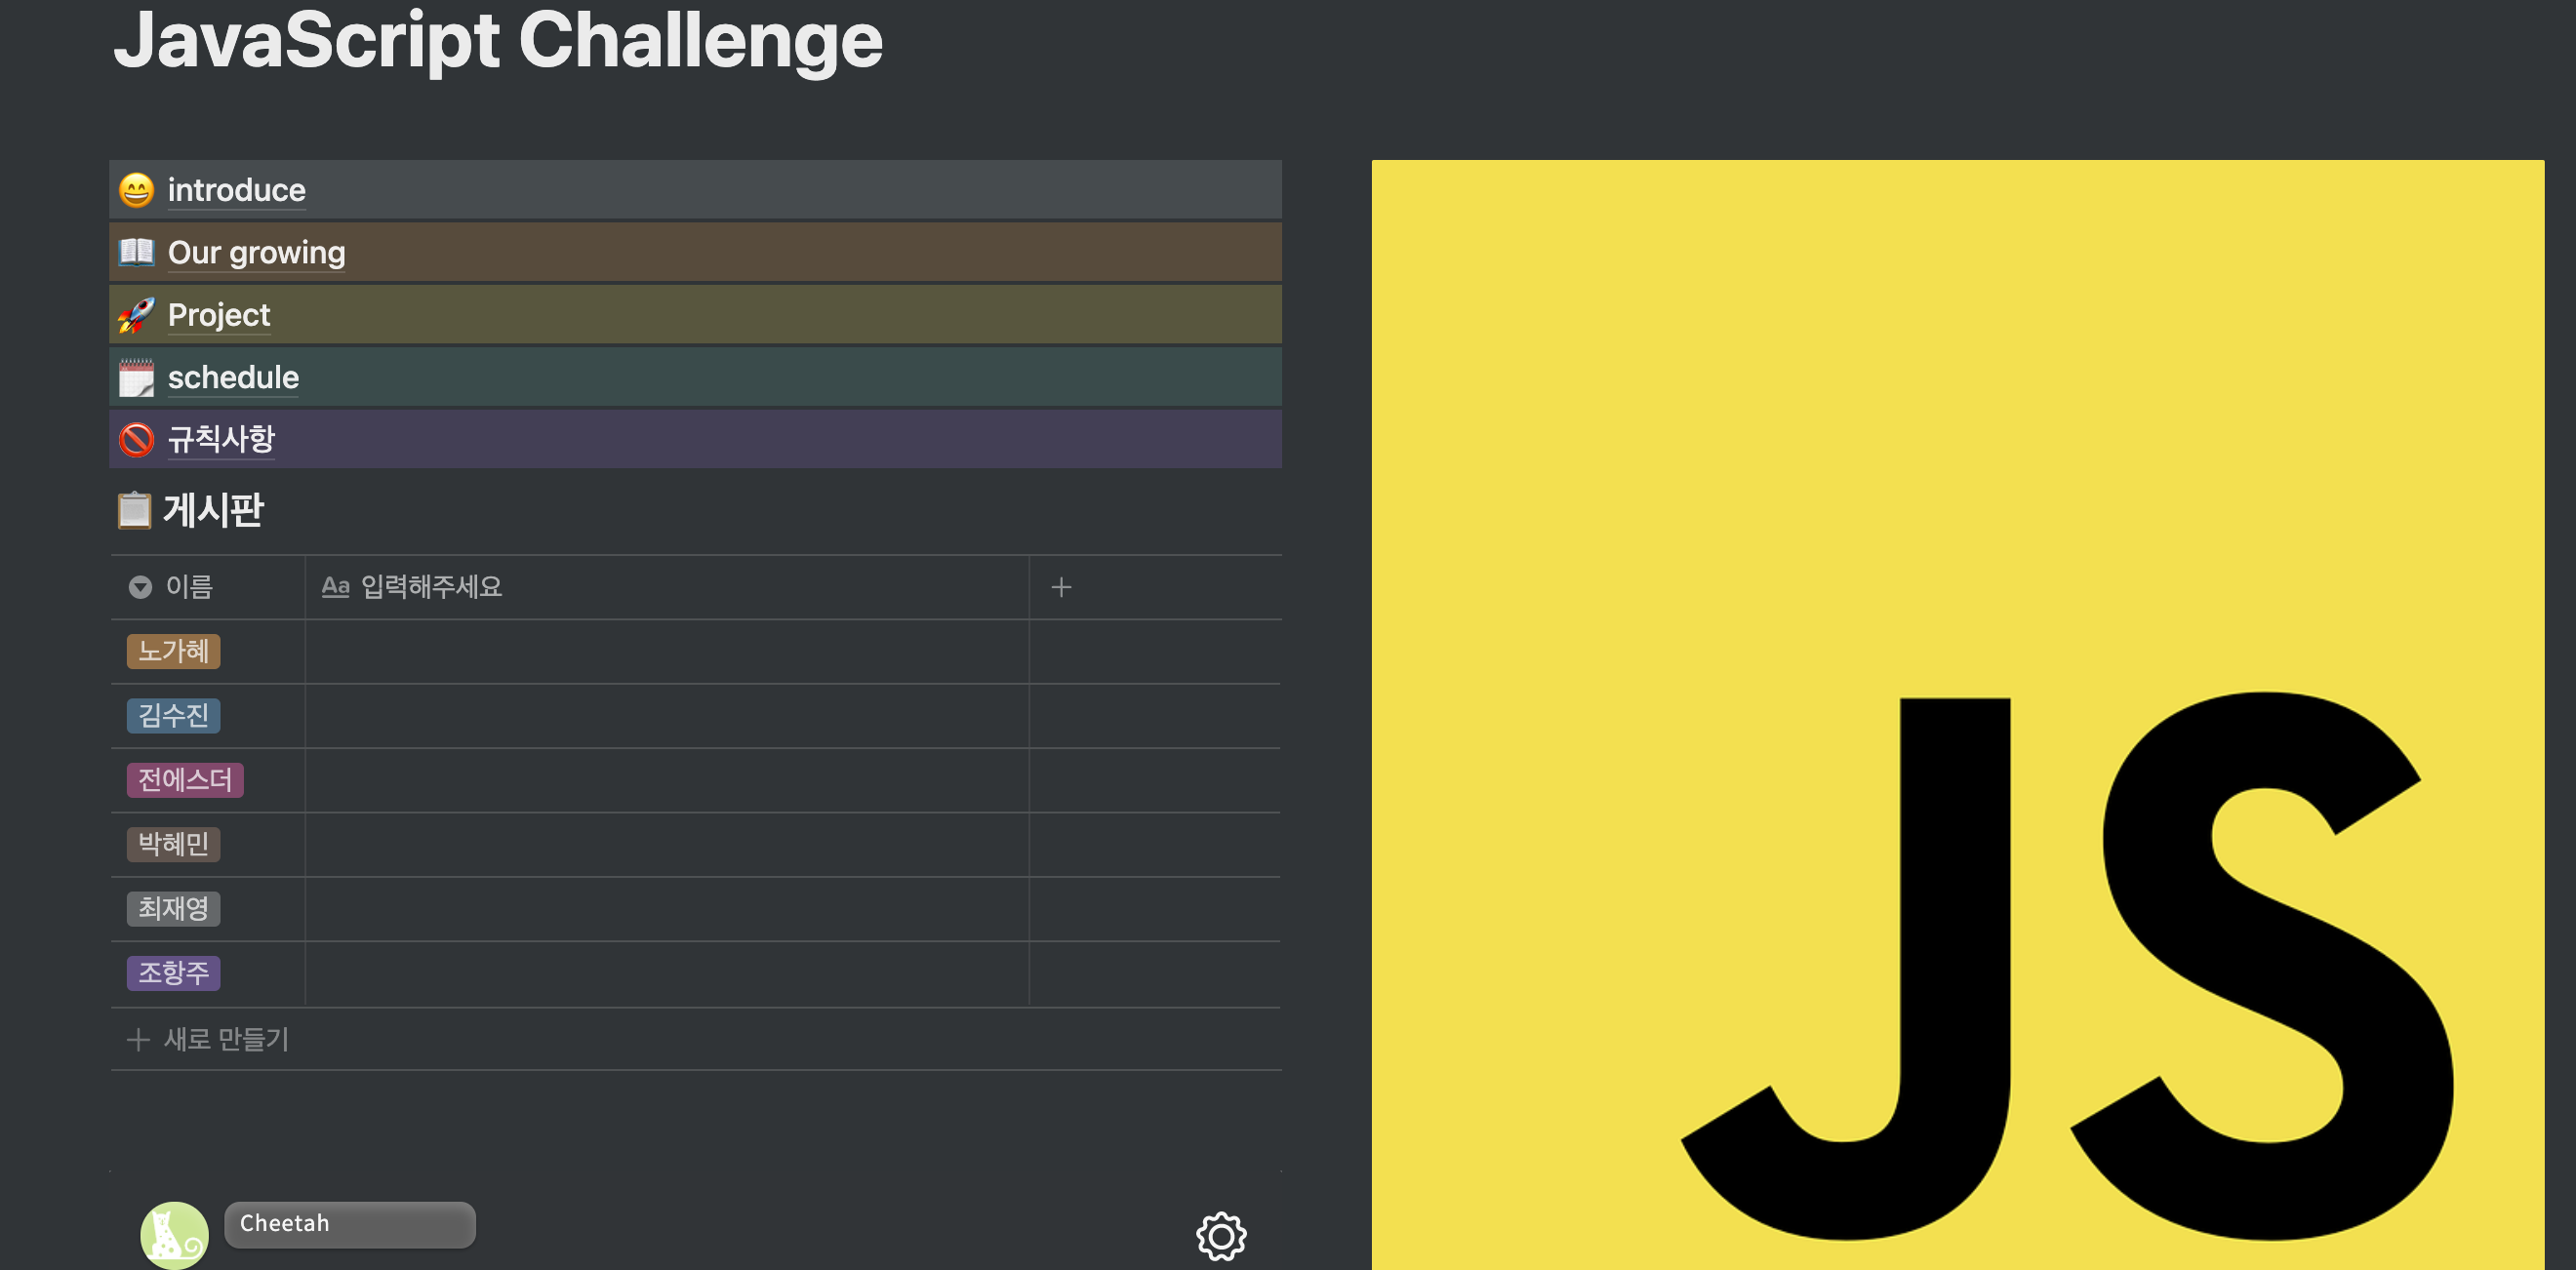 JavaScript Challenge
introduce
Our growing
Project
schedule
규칙사항
게시판
이름 Aa 입력해주세요
노가혜
김수진
전에스더
박혜민
최재영
조항주
새로 만들기
Cheetah
JS